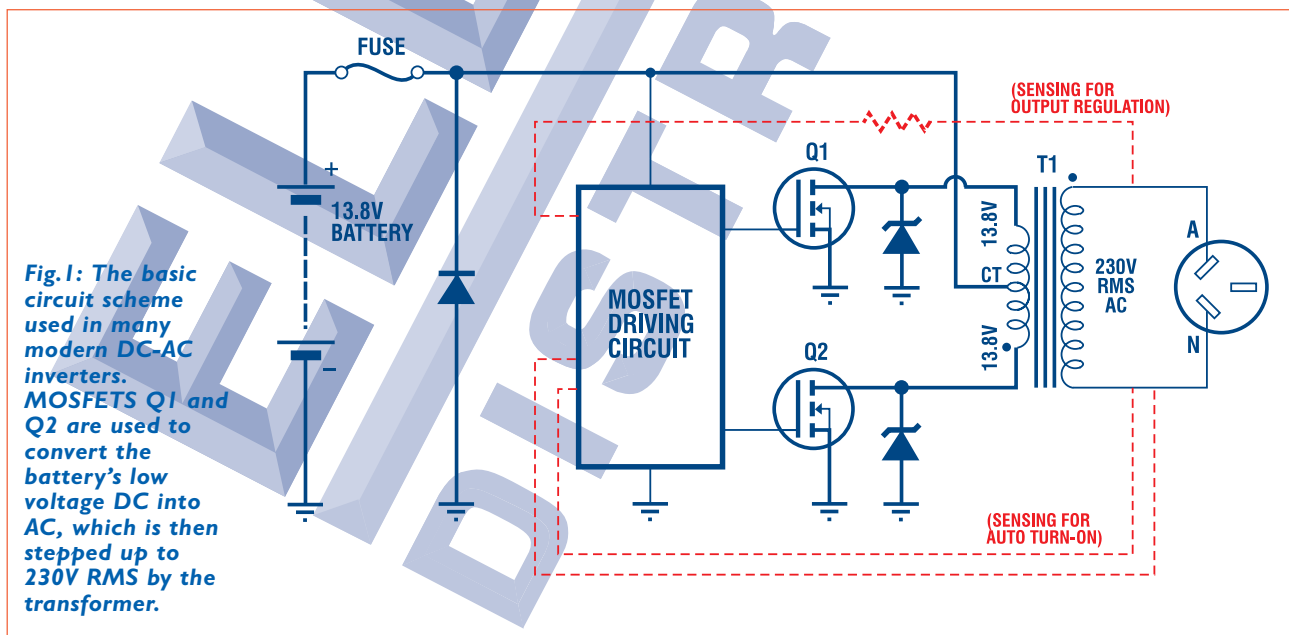 FUSE
(SENSING FOR
OUTPUT REGULATION)
Q1
T1
+
13.8V
BATTERY
–
13.8V
CT
13.8V
230V
RMS
AC
A
N
MOSFET
DRIVING
CIRCUIT
Q2
(SENSING FOR
AUTO TURN-ON)
Fig.1: The basic
circuit scheme
used in many
modern DC-AC
inverters.
MOSFETS Q1 and
Q2 are used to
convert the
battery's low
voltage DC into
AC, which is then
stepped up to
230V RMS by the
transformer.
DISTR